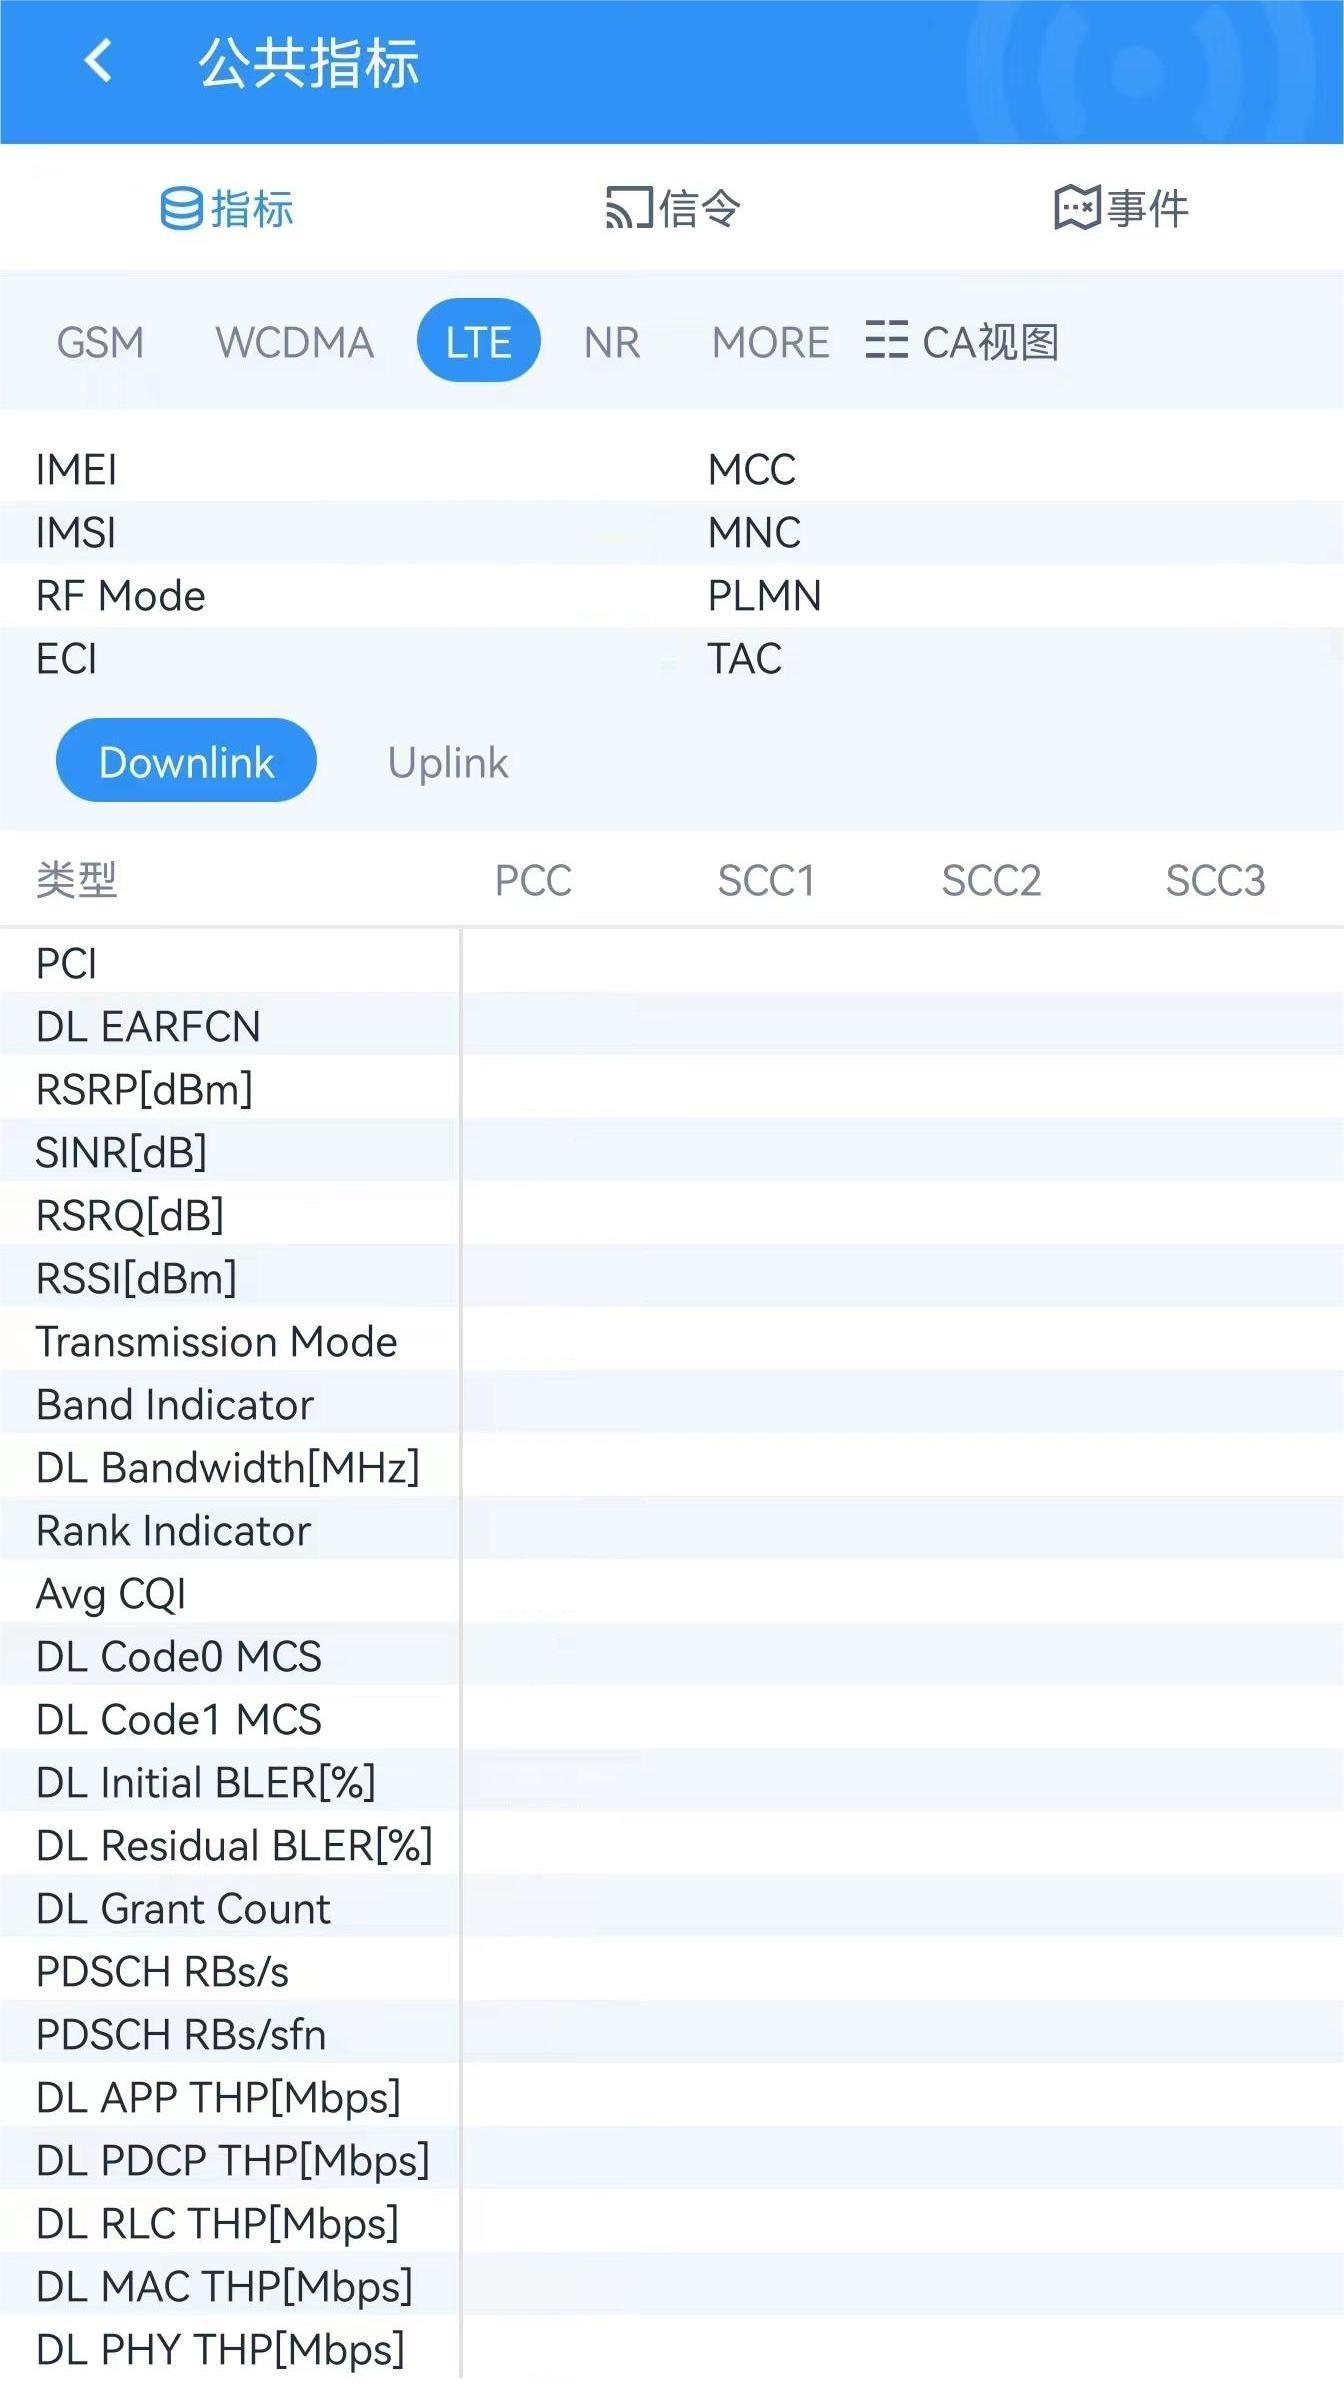 公共指标
指标 信令 事件
GSM WCDMA LTE NR MORE CA视图
IMEI MCC
IMSI MNC
RF Mode PLMN
ECI TAC
Downlink Uplink
类型 PCC SCC1 SCC2 SCC3
PCI
DL EARFCN
RSRP[dBm]
SINR[dB]
RSRQ[dB]
RSSI[dBm]
Transmission Mode
Band Indicator
DL Bandwidth[MHz]
Rank Indicator
Avg CQI
DL Code0 MCS
DL Code1 MCS
DL Initial BLER[%]
DL Residual BLER[%]
DL Grant Count
PDSCH RBs/s
PDSCH RBs/sfn
DL APP THP[Mbps]
DL PDCP THP[Mbps]
DL RLC THP[Mbps]
DL MAC THP[Mbps]
DL PHY THP[Mbps]